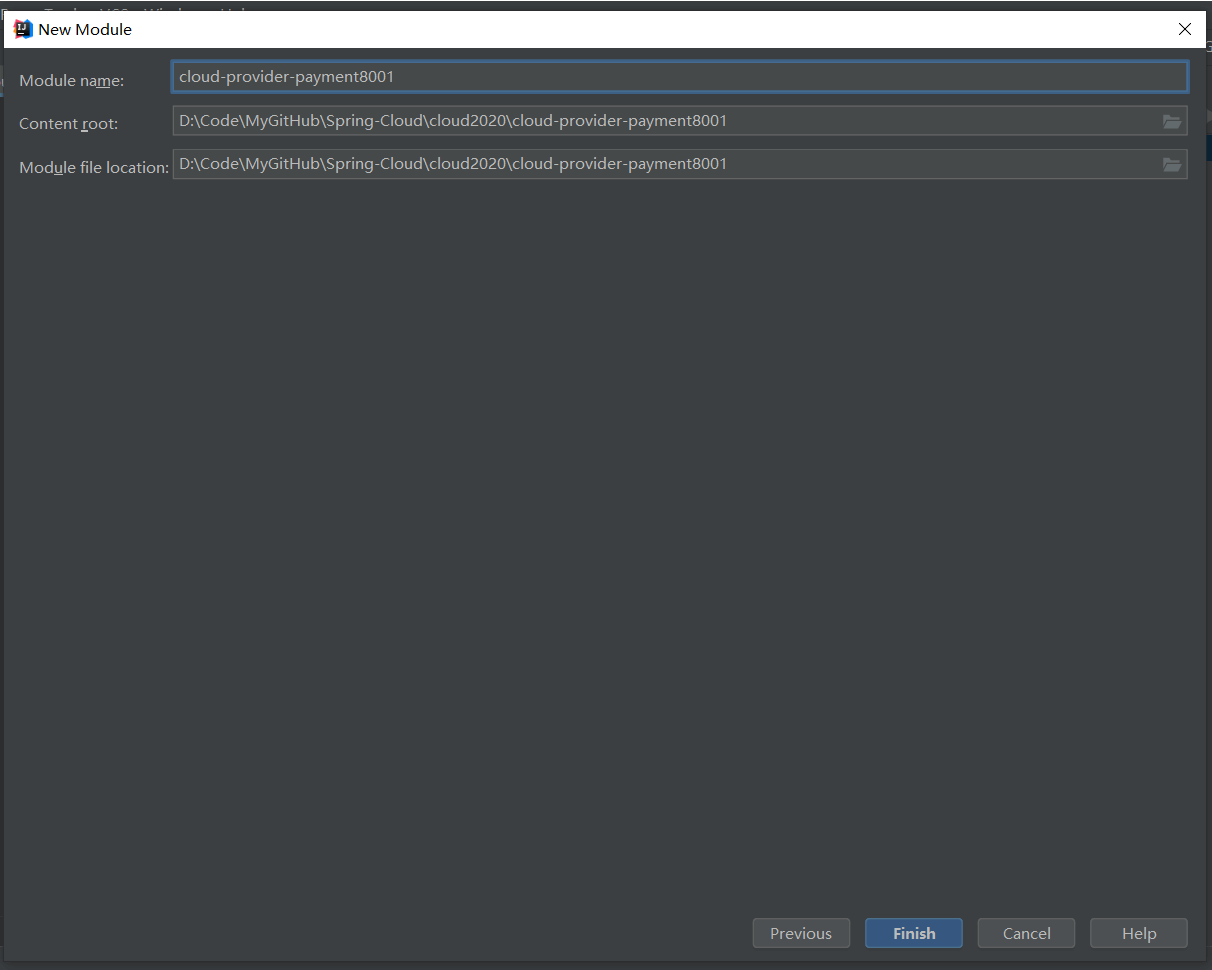 New Module
Module name: cloud-provider-payment8001
Content root: D:\Code\MyGitHub\Spring-Cloud\cloud2020\cloud-provider-payment8001
Module file location: D:\Code\MyGitHub\Spring-Cloud\cloud2020\cloud-provider-payment8001
Previous Finish Cancel Help